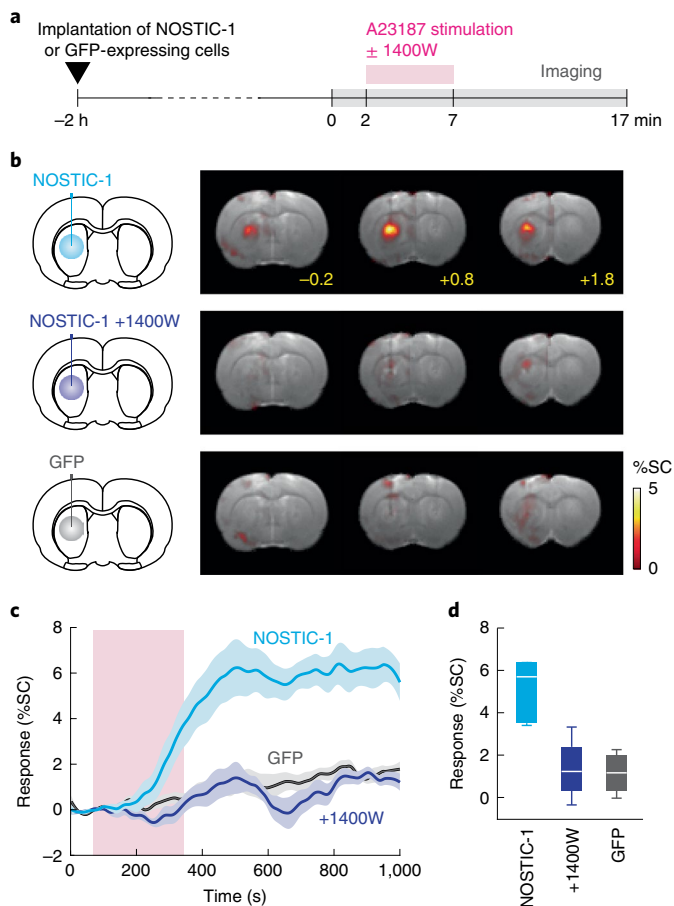 a
Implantation of NOSTIC-1
or GFP-expressing cells
A23187 stimulation
± 1400W
Imaging
–2 h
0
2
7
17 min
b
NOSTIC-1
–0.2
+0.8
+1.8
NOSTIC-1 +1400W
GFP
%SC
5
0
c
NOSTIC-1
GFP
+1400W
Response (%SC)
8
6
4
2
0
–2
0
200
400
600
800
1,000
Time (s)
d
Response (%SC)
8
6
4
2
0
NOSTIC-1
+1400W
GFP